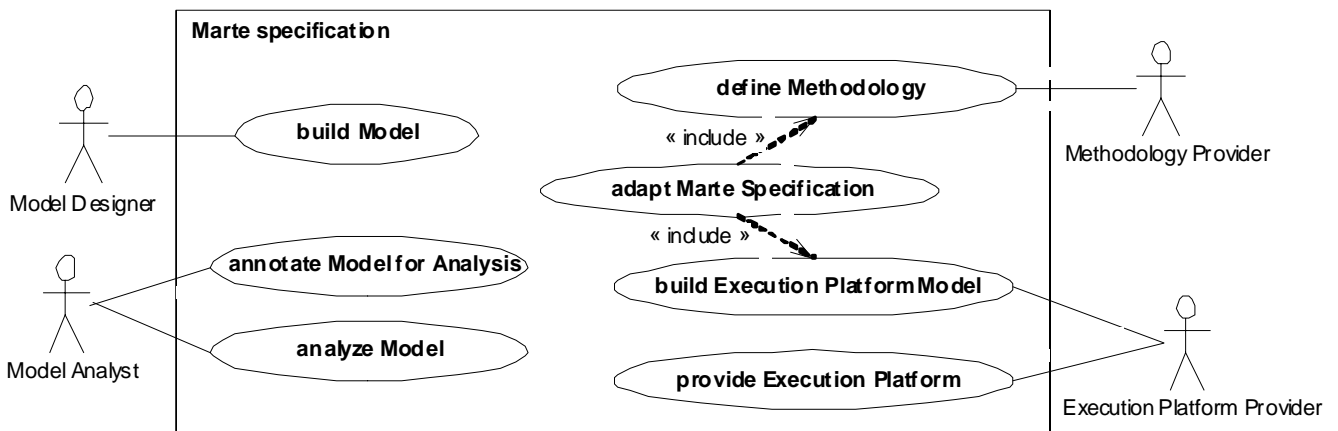 Marte specification
define Methodology
build Model
« include »
Methodology Provider
adapt Marte Specification
Model Designer
« include »
annotate Model for Analysis
build Execution Platform Model
analyze Model
Model Analyst
provide Execution Platform
Execution Platform Provider